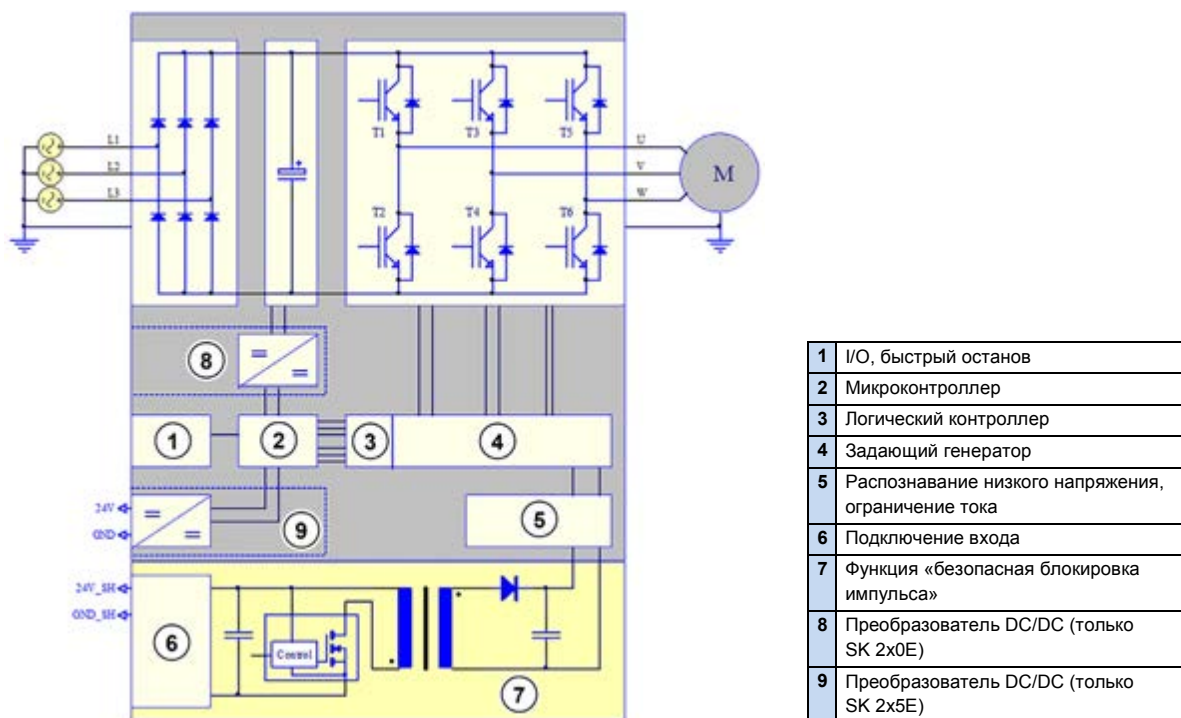 L1
L2
L3
T1
T3
T5
T2
T4
T6
U
V
W
M
8
1
2
3
4
24V
GND
9
5
24V_SH
GND_SH
6
Control
7
1 I/O, быстрый останов
2 Микроконтроллер
3 Логический контроллер
4 Задающий генератор
5 Распознавание низкого напряжения,
ограничение тока
6 Подключение входа
7 Функция «безопасная блокировка
импульса»
8 Преобразователь DC/DC (только
SK 2x0E)
9 Преобразователь DC/DC (только
SK 2x5E)